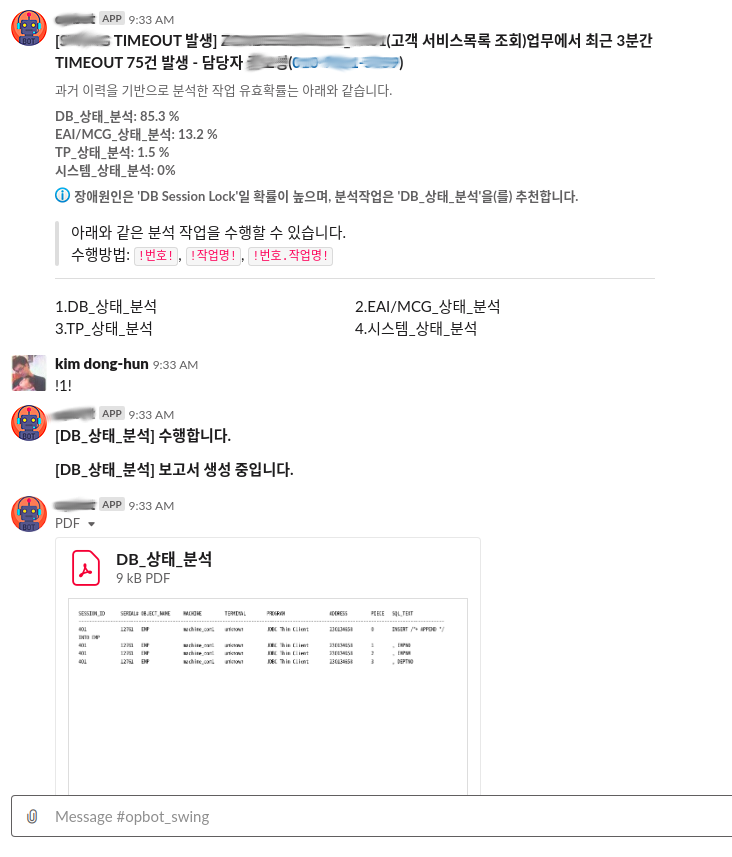 APP 9:33 AM
TIMEOUT 발생] (고객 서비스목록 조회)업무에서 최근 3분간
TIMEOUT 75건 발생 - 담당자
과거 이력을 기반으로 분석한 작업 유효확률는 아래와 같습니다.
DB_상태_분석: 85.3 %
EAI/MCG_상태_분석: 13.2 %
TP_상태_분석: 1.5 %
시스템_상태_분석: 0%
장애원인은 'DB Session Lock'일 확률이 높으며, 분석작업은 'DB_상태_분석'을(를) 추천합니다.
아래와 같은 분석 작업을 수행할 수 있습니다.
수행방법: !번호!, !작업명!, !번호.작업명!
1.DB_상태_분석 2.EAI/MCG_상태_분석
3.TP_상태_분석 4.시스템_상태_분석
kim dong-hun 9:33 AM
!1!
APP 9:33 AM
[DB_상태_분석] 수행합니다.
[DB_상태_분석] 보고서 생성 중입니다.
APP 9:33 AM
PDF
DB_상태_분석
9 kB PDF
SESSION_ID SERIAL# OBJECT_NAME MACHINE TERMINAL PROGRAM ADDRESS PIECE SQL_TEXT
401 12761 EMP unknown JDBC Thin Client 0 INSERT /*+ APPEND */
INTO EMP
401 12761 EMP unknown JDBC Thin Client 1 , EMPNO
401 12761 EMP unknown JDBC Thin Client 2
401 12761 EMP unknown JDBC Thin Client 3 , DEPTNO
Message #opbot_swing